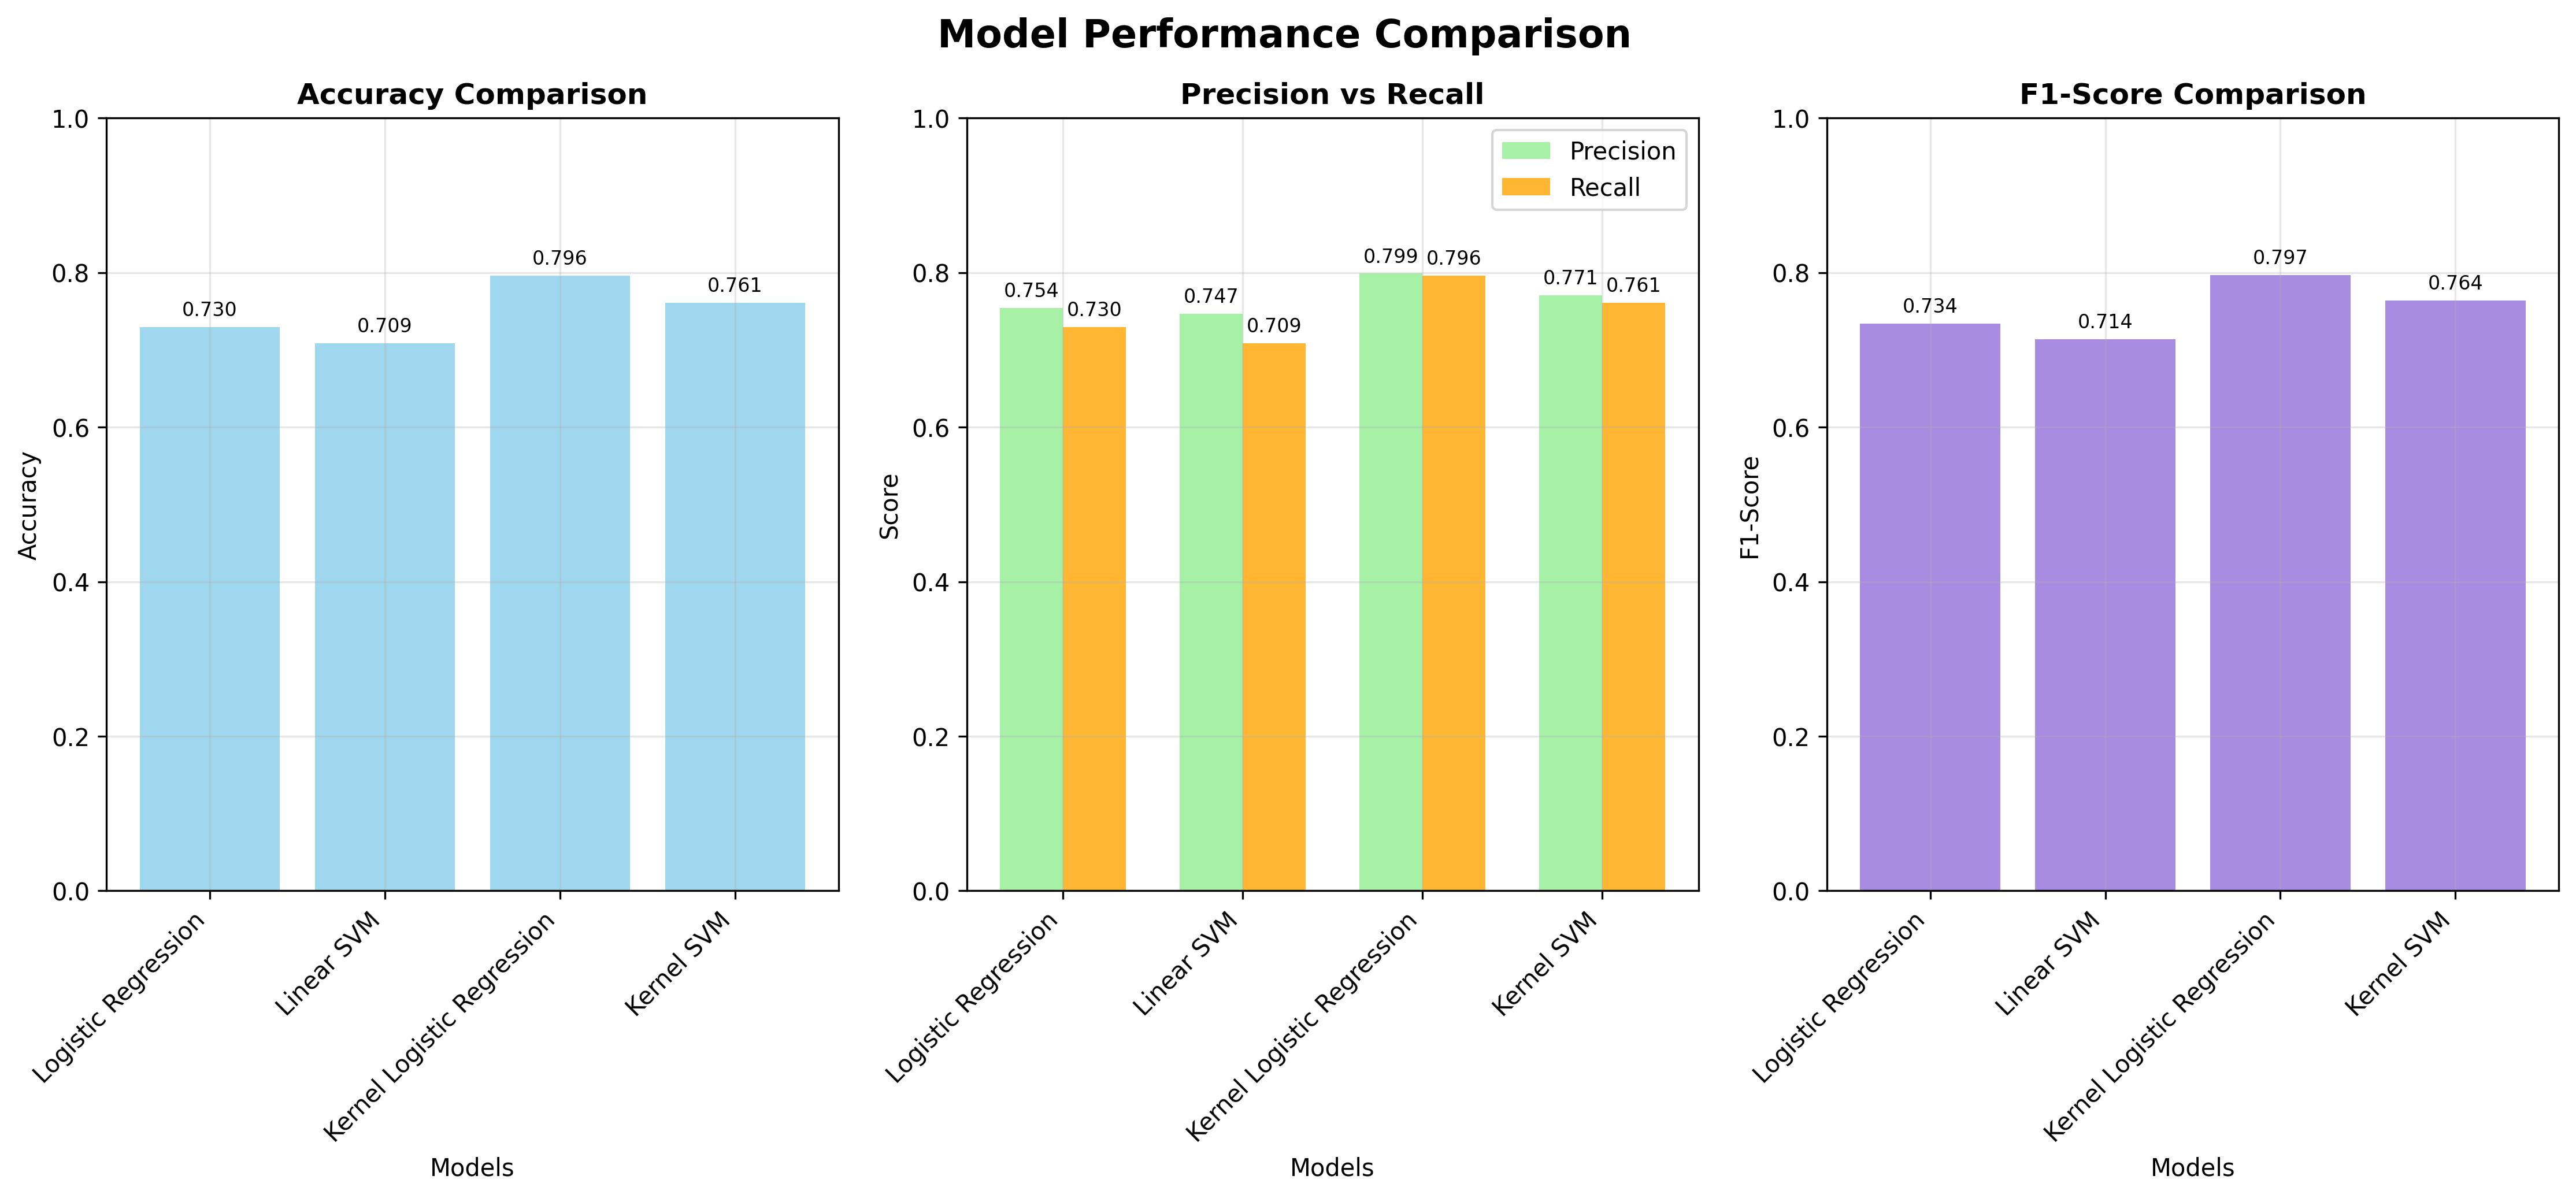 Model Performance Comparison
Accuracy Comparison
1.0
0.8
0.6
0.4
0.2
0.0
Accuracy
0.730
0.709
0.796
0.761
Logistic Regression
Linear SVM
Kernel Logistic Regression
Kernel SVM
Models
Precision vs Recall
1.0
0.8
0.6
0.4
0.2
0.0
Score
Precision
Recall
0.754
0.730
0.747
0.709
0.799
0.796
0.771
0.761
Logistic Regression
Linear SVM
Kernel Logistic Regression
Kernel SVM
Models
F1-Score Comparison
1.0
0.8
0.6
0.4
0.2
0.0
F1-Score
0.734
0.714
0.797
0.764
Logistic Regression
Linear SVM
Kernel Logistic Regression
Kernel SVM
Models